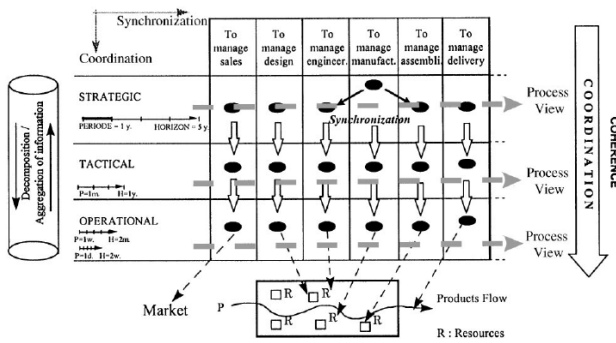 Synchronization
Coordination
To manage sales
To manage design
To manage engineer.
To manage manufact.
To manage assembli.
To manage delivery
STRATEGIC
PERIODE = 1 y. HORIZON = 5 y.
Synchronization
Process View
TACTICAL
P=1m. H=1y.
Process View
OPERATIONAL
P=1w. H=2m.
P=1d. H=2w.
Process View
Decomposition /
Aggregation of information
COORDINATION
COHERENCE
Market
P
R
R
R
R
R
Products Flow
R : Resources